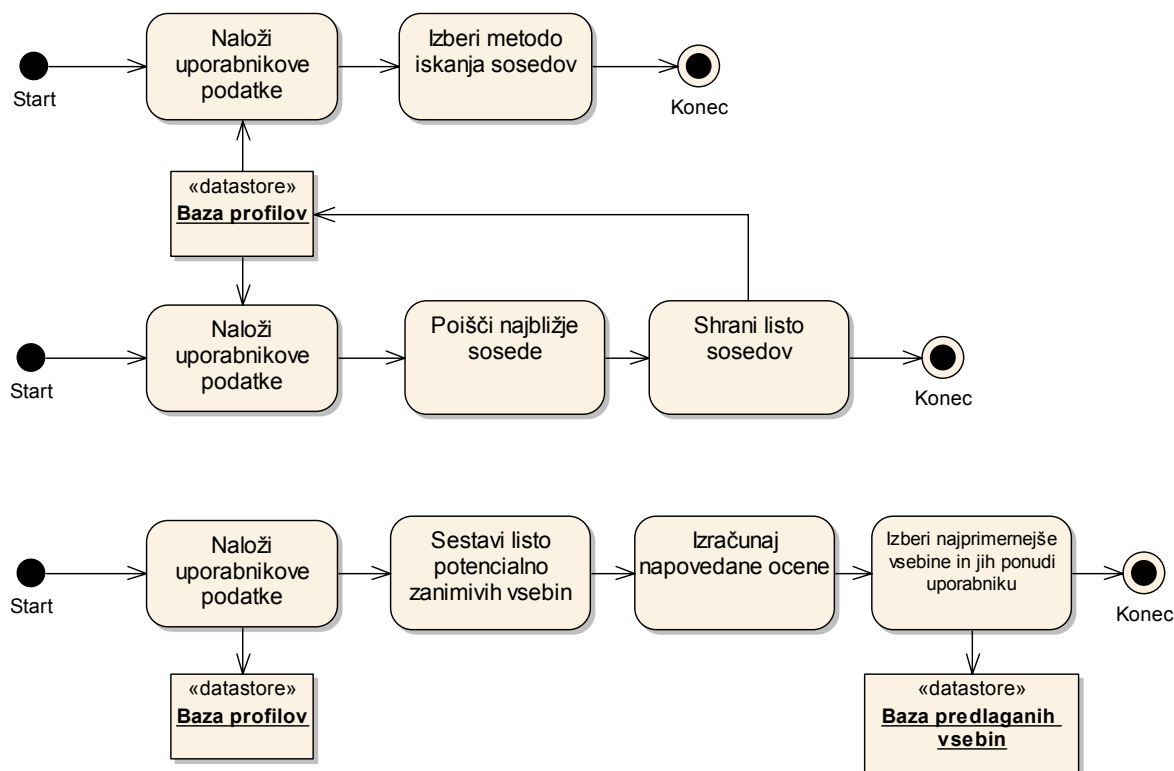 Naloži
uporabnikove
podatke
Izberi metodo
iskanja sosedov
Start
Konec
«datastore»
Baza profilov
Naloži
uporabnikove
podatke
Poišči najbližje
sosede
Shrani listo
sosedov
Start
Konec
Naloži
uporabnikove
podatke
Sestavi listo
potencialno
zanimivih vsebin
Izračunaj
napovedane ocene
Izberi najprimernejše
vsebine in jih ponudi
uporabniku
Start
Konec
«datastore»
Baza profilov
«datastore»
Baza predlaganih
vsebin